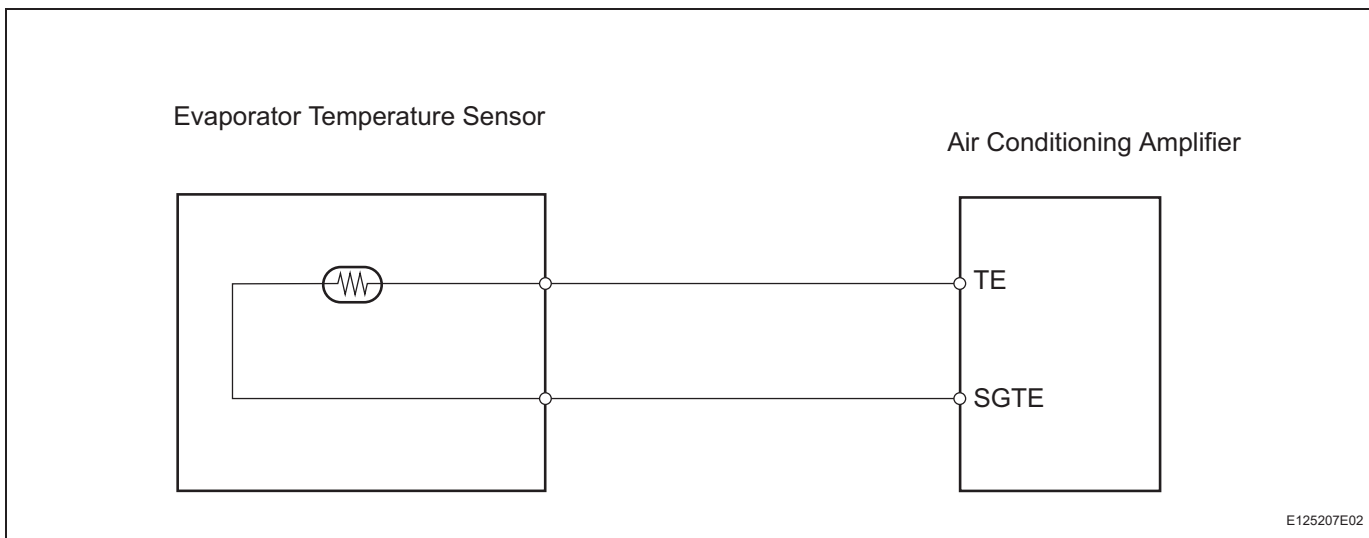 Evaporator Temperature Sensor
Air Conditioning Amplifier
TE
SGTE
E125207E02